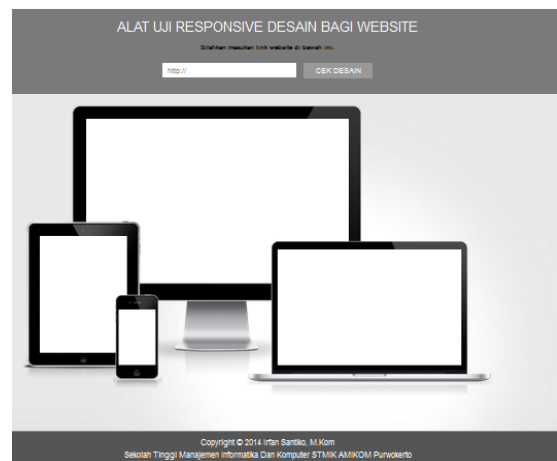 ALAT UJI RESPONSIVE DESAIN BAGI WEBSITE
Silahkan masukan link website di bawah ini.
http://
CEK DESAIN
Copyright © 2014 Irfan Santiko, M.Kom
Sekolah Tinggi Manajemen Informatika Dan Komputer STMIK AMIKOM Purwokerto